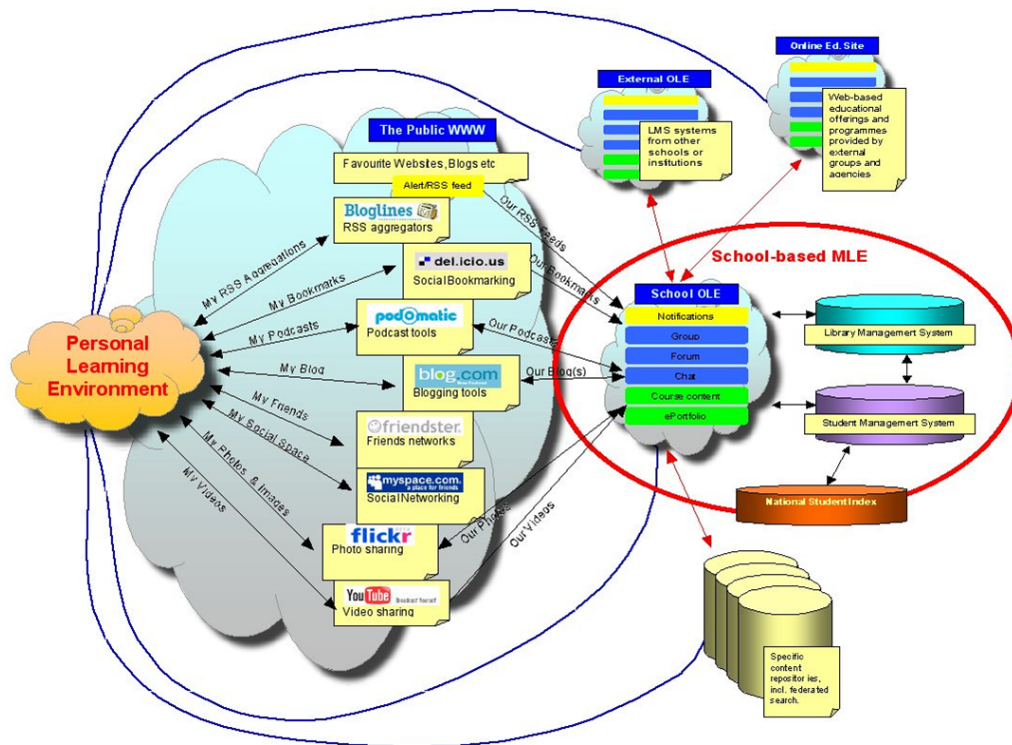 Online Ed. Site
External OLE
Web-based
educational
offerings and
programmes
provided by
external
groups and
agencies
LMS systems
from other
schools or
institutions
The Public WWW
Favourite Websites, Blogs etc
Alert/RSS feed
Bloglines
RSS aggregators
del.icio.us
Social Bookmarking
podOmatic
Podcast tools
blog.com
Blogging tools
friendster.
Friends networks
myspace.com.
a place for friends
Social Networking
flickr
Photo sharing
YouTube
Broadcast Yourself
Video sharing
Personal
Learning
Environment
My RSS Aggregations
My Bookmarks
My Podcasts
My Blog
My Friends
My Social Space
My Photos & Images
My Videos
Our RSS Feeds
Our Bookmarks
Our Podcasts
Our Blog(s)
Our Photos
Our Videos
School-based MLE
School OLE
Notifications
Group
Forum
Chat
Course content
ePortfolio
Library Management System
Student Management System
National Student Index
Specific
content
repositories,
incl. federated
search.